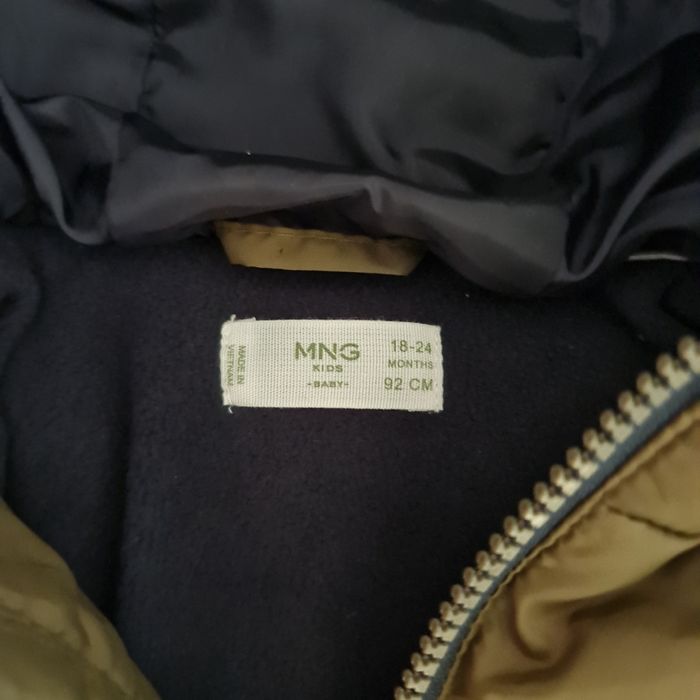 MADE IN
VIETNAM
MNG
KIDS
-BABY-
18-24
MONTHS
92 CM